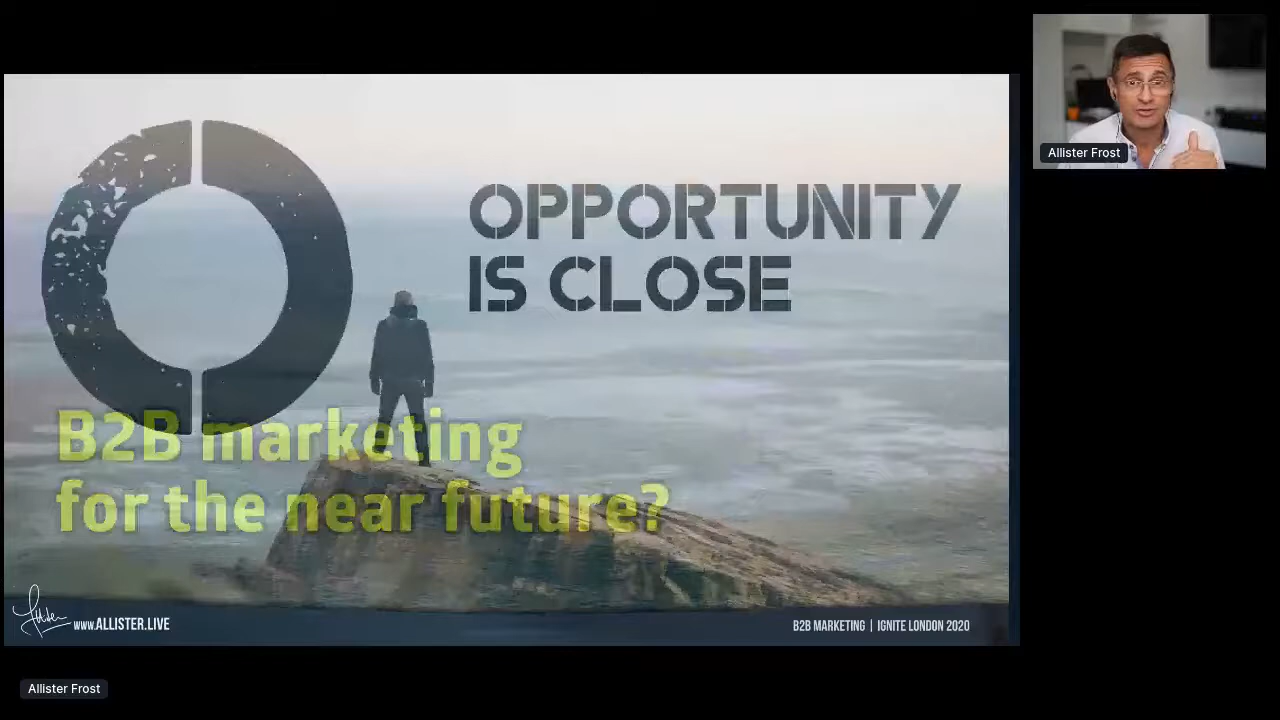 Allister Frost
OPPORTUNITY
IS CLOSE
B2B marketing
for the near future?
www.ALLISTER.LIVE
B2B MARKETING | IGNITE LONDON 2020
Allister Frost